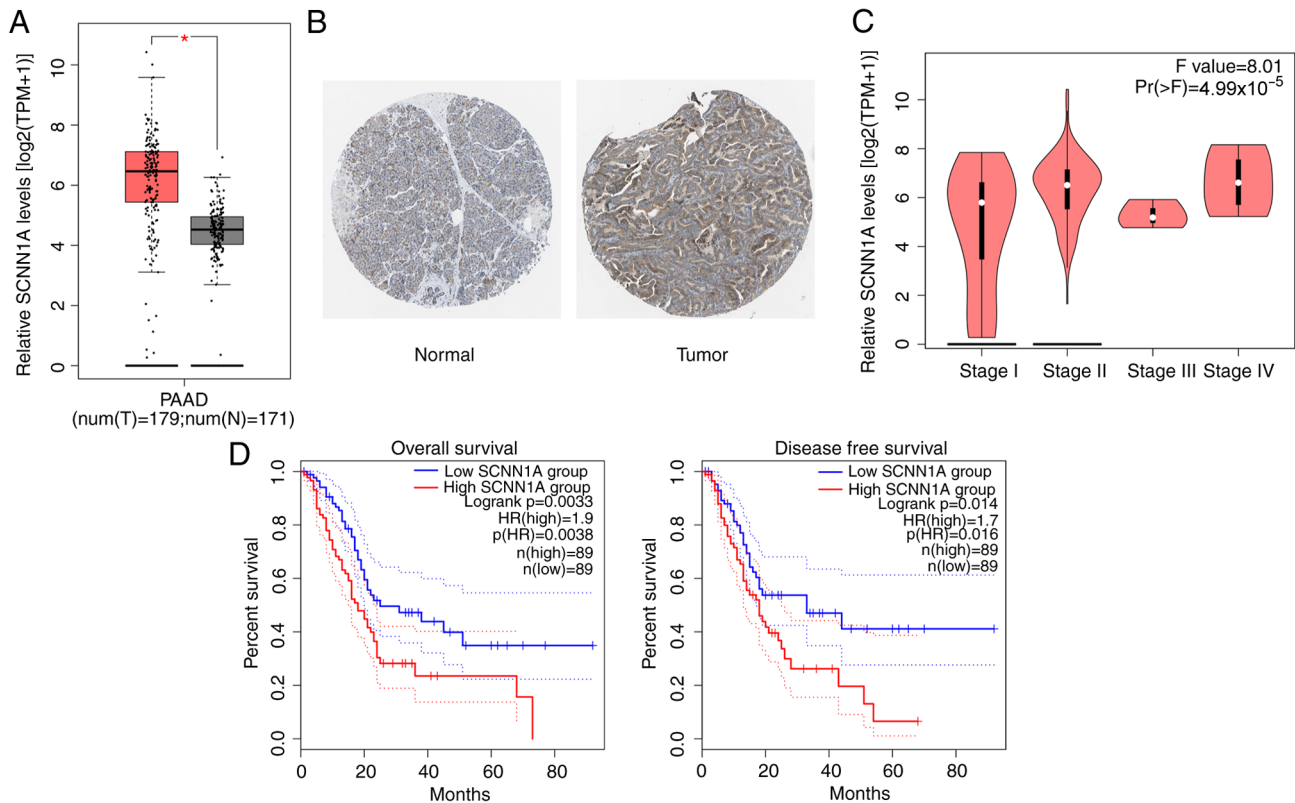 A
Relative SCNN1A levels [log2(TPM+1)]
10
8
6
4
2
0
*
PAAD
(num(T)=179;num(N)=171)
B
Normal
Tumor
C
Relative SCNN1A levels [log2(TPM+1)]
10
8
6
4
2
0
F value=8.01
Pr(>F)=4.99x10⁻⁵
Stage I
Stage II
Stage III
Stage IV
D
Overall survival
Percent survival
1.0
0.8
0.6
0.4
0.2
0.0
Low SCNN1A group
High SCNN1A group
Logrank p=0.0033
HR(high)=1.9
p(HR)=0.0038
n(high)=89
n(low)=89
0
20
40
60
80
Months
Disease free survival
Percent survival
1.0
0.8
0.6
0.4
0.2
0.0
Low SCNN1A group
High SCNN1A group
Logrank p=0.014
HR(high)=1.7
p(HR)=0.016
n(high)=89
n(low)=89
0
20
40
60
80
Months